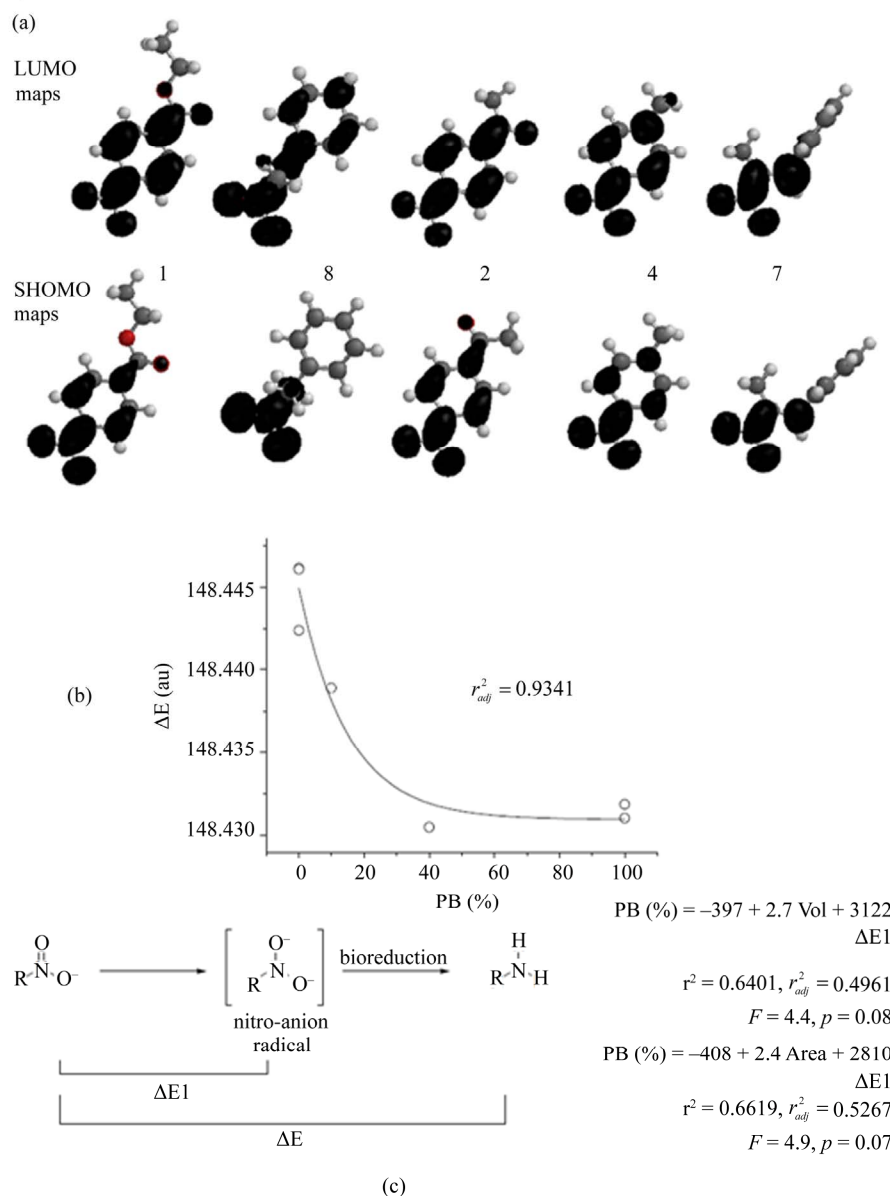 (a)
LUMO
maps
1 8 2 4 7
SHOMO
maps
148.445
148.440
148.435
148.430
ΔE (au)
(b)
r²adj = 0.9341
0 20 40 60 80 100
PB (%)
PB (%) = –397 + 2.7 Vol + 3122
ΔE1
r² = 0.6401, r²adj = 0.4961
F = 4.4, p = 0.08
PB (%) = –408 + 2.4 Area + 2810
ΔE1
r² = 0.6619, r²adj = 0.5267
F = 4.9, p = 0.07
O
R N O⁻
O⁻
R N O⁻
nitro-anion
radical
bioreduction
H
R N H
ΔE1
ΔE
(c)